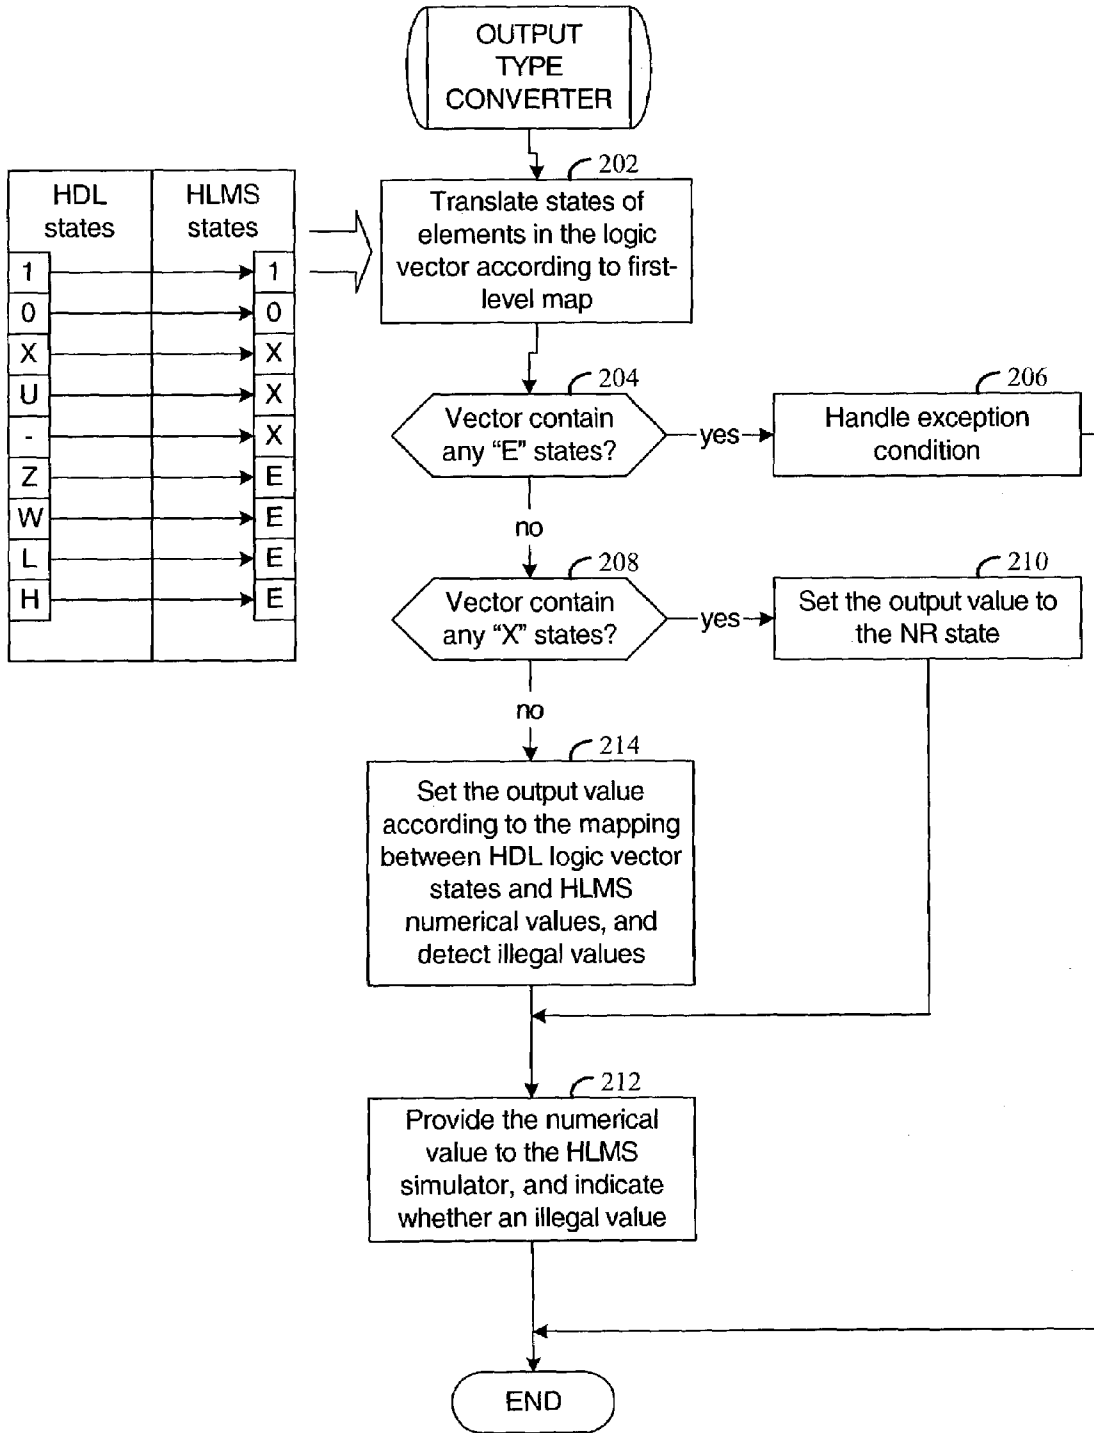 OUTPUT
TYPE
CONVERTER
202
HDL
states
HLMS
states
1
1
0
0
X
X
U
X
-
X
Z
E
W
E
L
E
H
E
Translate states of
elements in the logic
vector according to first-
level map
204
Vector contain
any “E” states?
yes
206
Handle exception
condition
no
208
Vector contain
any “X” states?
yes
210
Set the output value to
the NR state
no
214
Set the output value
according to the mapping
between HDL logic vector
states and HLMS
numerical values, and
detect illegal values
212
Provide the numerical
value to the HLMS
simulator, and indicate
whether an illegal value
END